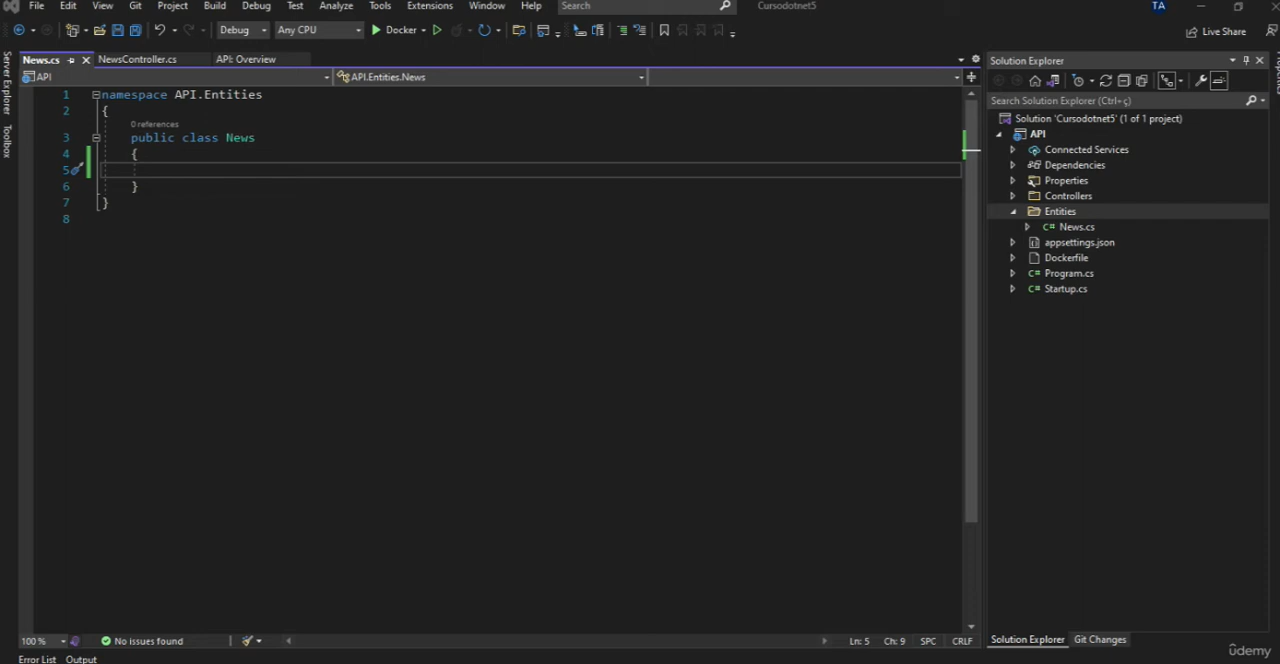 File Edit View Git Project Build Debug Test Analyze Tools Extensions Window Help Search Cursodotnet5 TA
Debug Any CPU Docker Live Share
News.cs NewsController.cs API: Overview
API API.Entities.News
Server Explorer
Toolbox
1 namespace API.Entities
2 {
0 references
3 public class News
4 {
5
6 }
7 }
8
Solution Explorer
Search Solution Explorer (Ctrl+ç)
Solution 'Cursodotnet5' (1 of 1 project)
API
Connected Services
Dependencies
Properties
Controllers
Entities
C# News.cs
appsettings.json
Dockerfile
C# Program.cs
C# Startup.cs
100 % No issues found Ln: 5 Ch: 9 SPC CRLF
Solution Explorer Git Changes
Error List Output
ûdemy